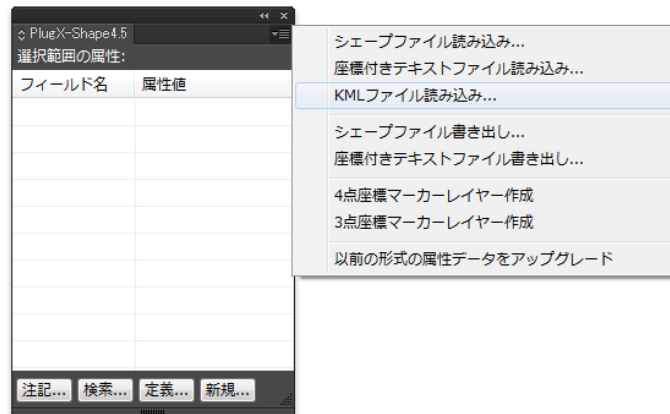 PlugX-Shape4.5
選択範囲の属性:
フィールド名 属性値
注記... 検索... 定義... 新規...
シェープファイル読み込み...
座標付きテキストファイル読み込み...
KMLファイル読み込み...
シェープファイル書き出し...
座標付きテキストファイル書き出し...
4点座標マーカーレイヤー作成
3点座標マーカーレイヤー作成
以前の形式の属性データをアップグレード